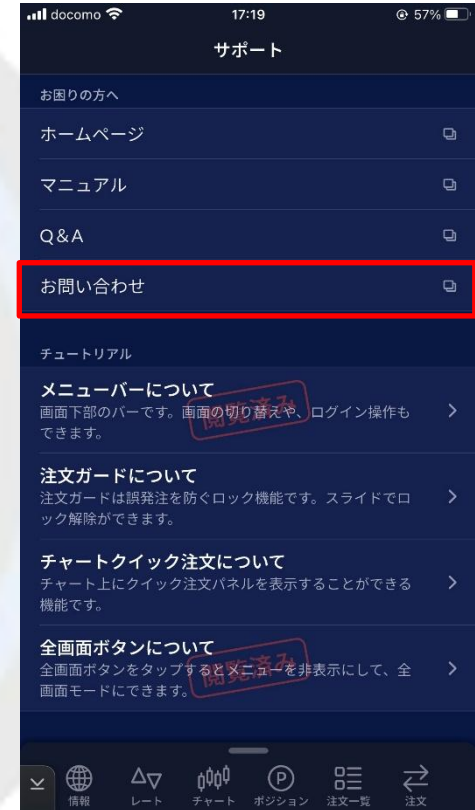 docomo 17:19 57%
サポート
お困りの方へ
ホームページ
マニュアル
Q&A
お問い合わせ
チュートリアル
メニューバーについて
画面下部のバーです。画面の切り替えや、ログイン操作も
できます。
閲覧済み
注文ガードについて
注文ガードは誤発注を防ぐロック機能です。スライドでロ
ック解除ができます。
チャートクイック注文について
チャート上にクイック注文パネルを表示することができる
機能です。
全画面ボタンについて
全画面ボタンをタップするとメニューを非表示にして、全
画面モードにできます。
閲覧済み
P
情報 レート チャート ポジション 注文一覧 注文